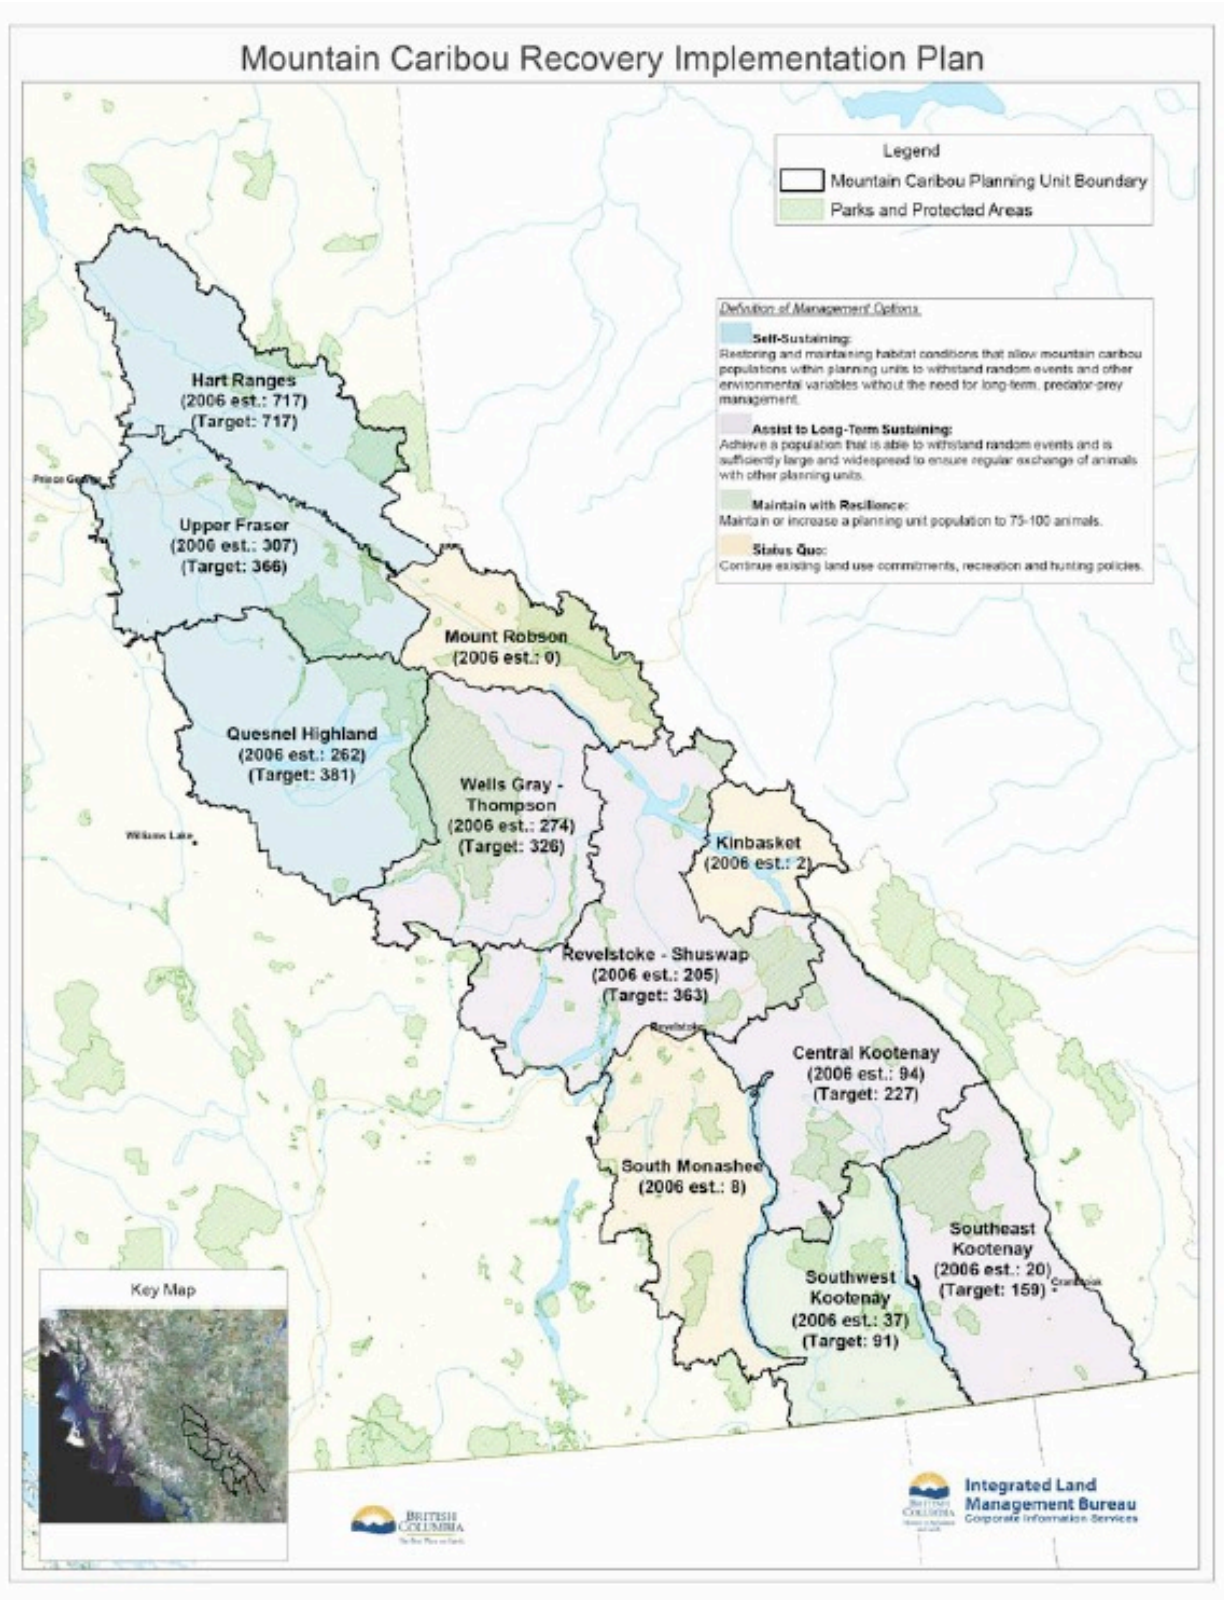 Mountain Caribou Recovery Implementation Plan
Legend
Mountain Caribou Planning Unit Boundary
Parks and Protected Areas
Definition of Management Options
Self-Sustaining:
Restoring and maintaining habitat conditions that allow mountain caribou
populations within planning units to withstand random events and other
environmental variables without the need for long-term, predator-prey
management.
Assist to Long-Term Sustaining:
Achieve a population that is able to withstand random events and is
sufficiently large and widespread to ensure regular exchange of animals
with other planning units.
Maintain with Resilience:
Maintain or increase a planning unit population to 75-100 animals.
Status Quo:
Continue existing land use commitments, recreation and hunting policies.
Hart Ranges
(2006 est.: 717)
(Target: 717)
Prince George
Upper Fraser
(2006 est.: 307)
(Target: 366)
Mount Robson
(2006 est.: 0)
Quesnel Highland
(2006 est.: 262)
(Target: 381)
Wells Gray -
Thompson
(2006 est.: 274)
(Target: 326)
Williams Lake
Kinbasket
(2006 est.: 2)
Revelstoke - Shuswap
(2006 est.: 205)
(Target: 363)
Revelstoke
Central Kootenay
(2006 est.: 94)
(Target: 227)
South Monashee
(2006 est.: 8)
Southeast
Kootenay
(2006 est.: 20)
(Target: 159)
Cranbrook
Southwest
Kootenay
(2006 est.: 37)
(Target: 91)
Key Map
BRITISH
COLUMBIA
The Best Place on Earth
BRITISH
COLUMBIA
Integrated Land
Management Bureau
Corporate Information Services